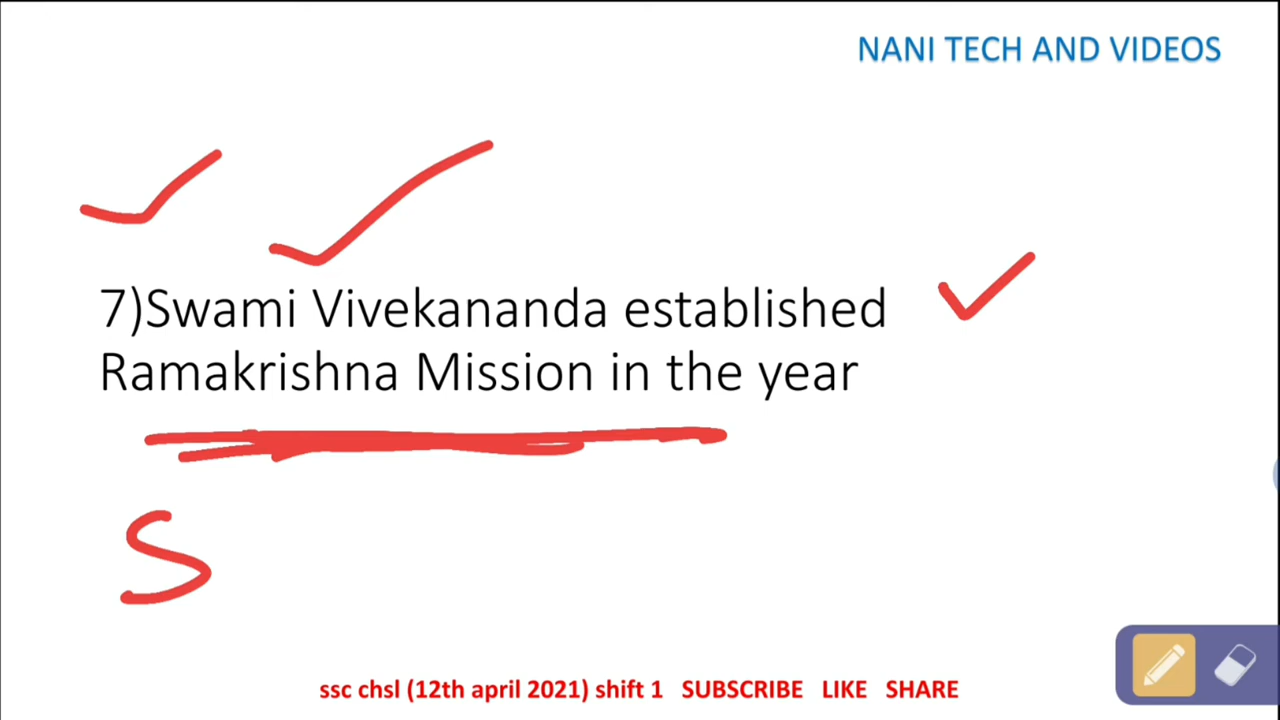 NANI TECH AND VIDEOS
7)Swami Vivekananda established
Ramakrishna Mission in the year
S
ssc chsl (12th april 2021) shift 1 SUBSCRIBE LIKE SHARE